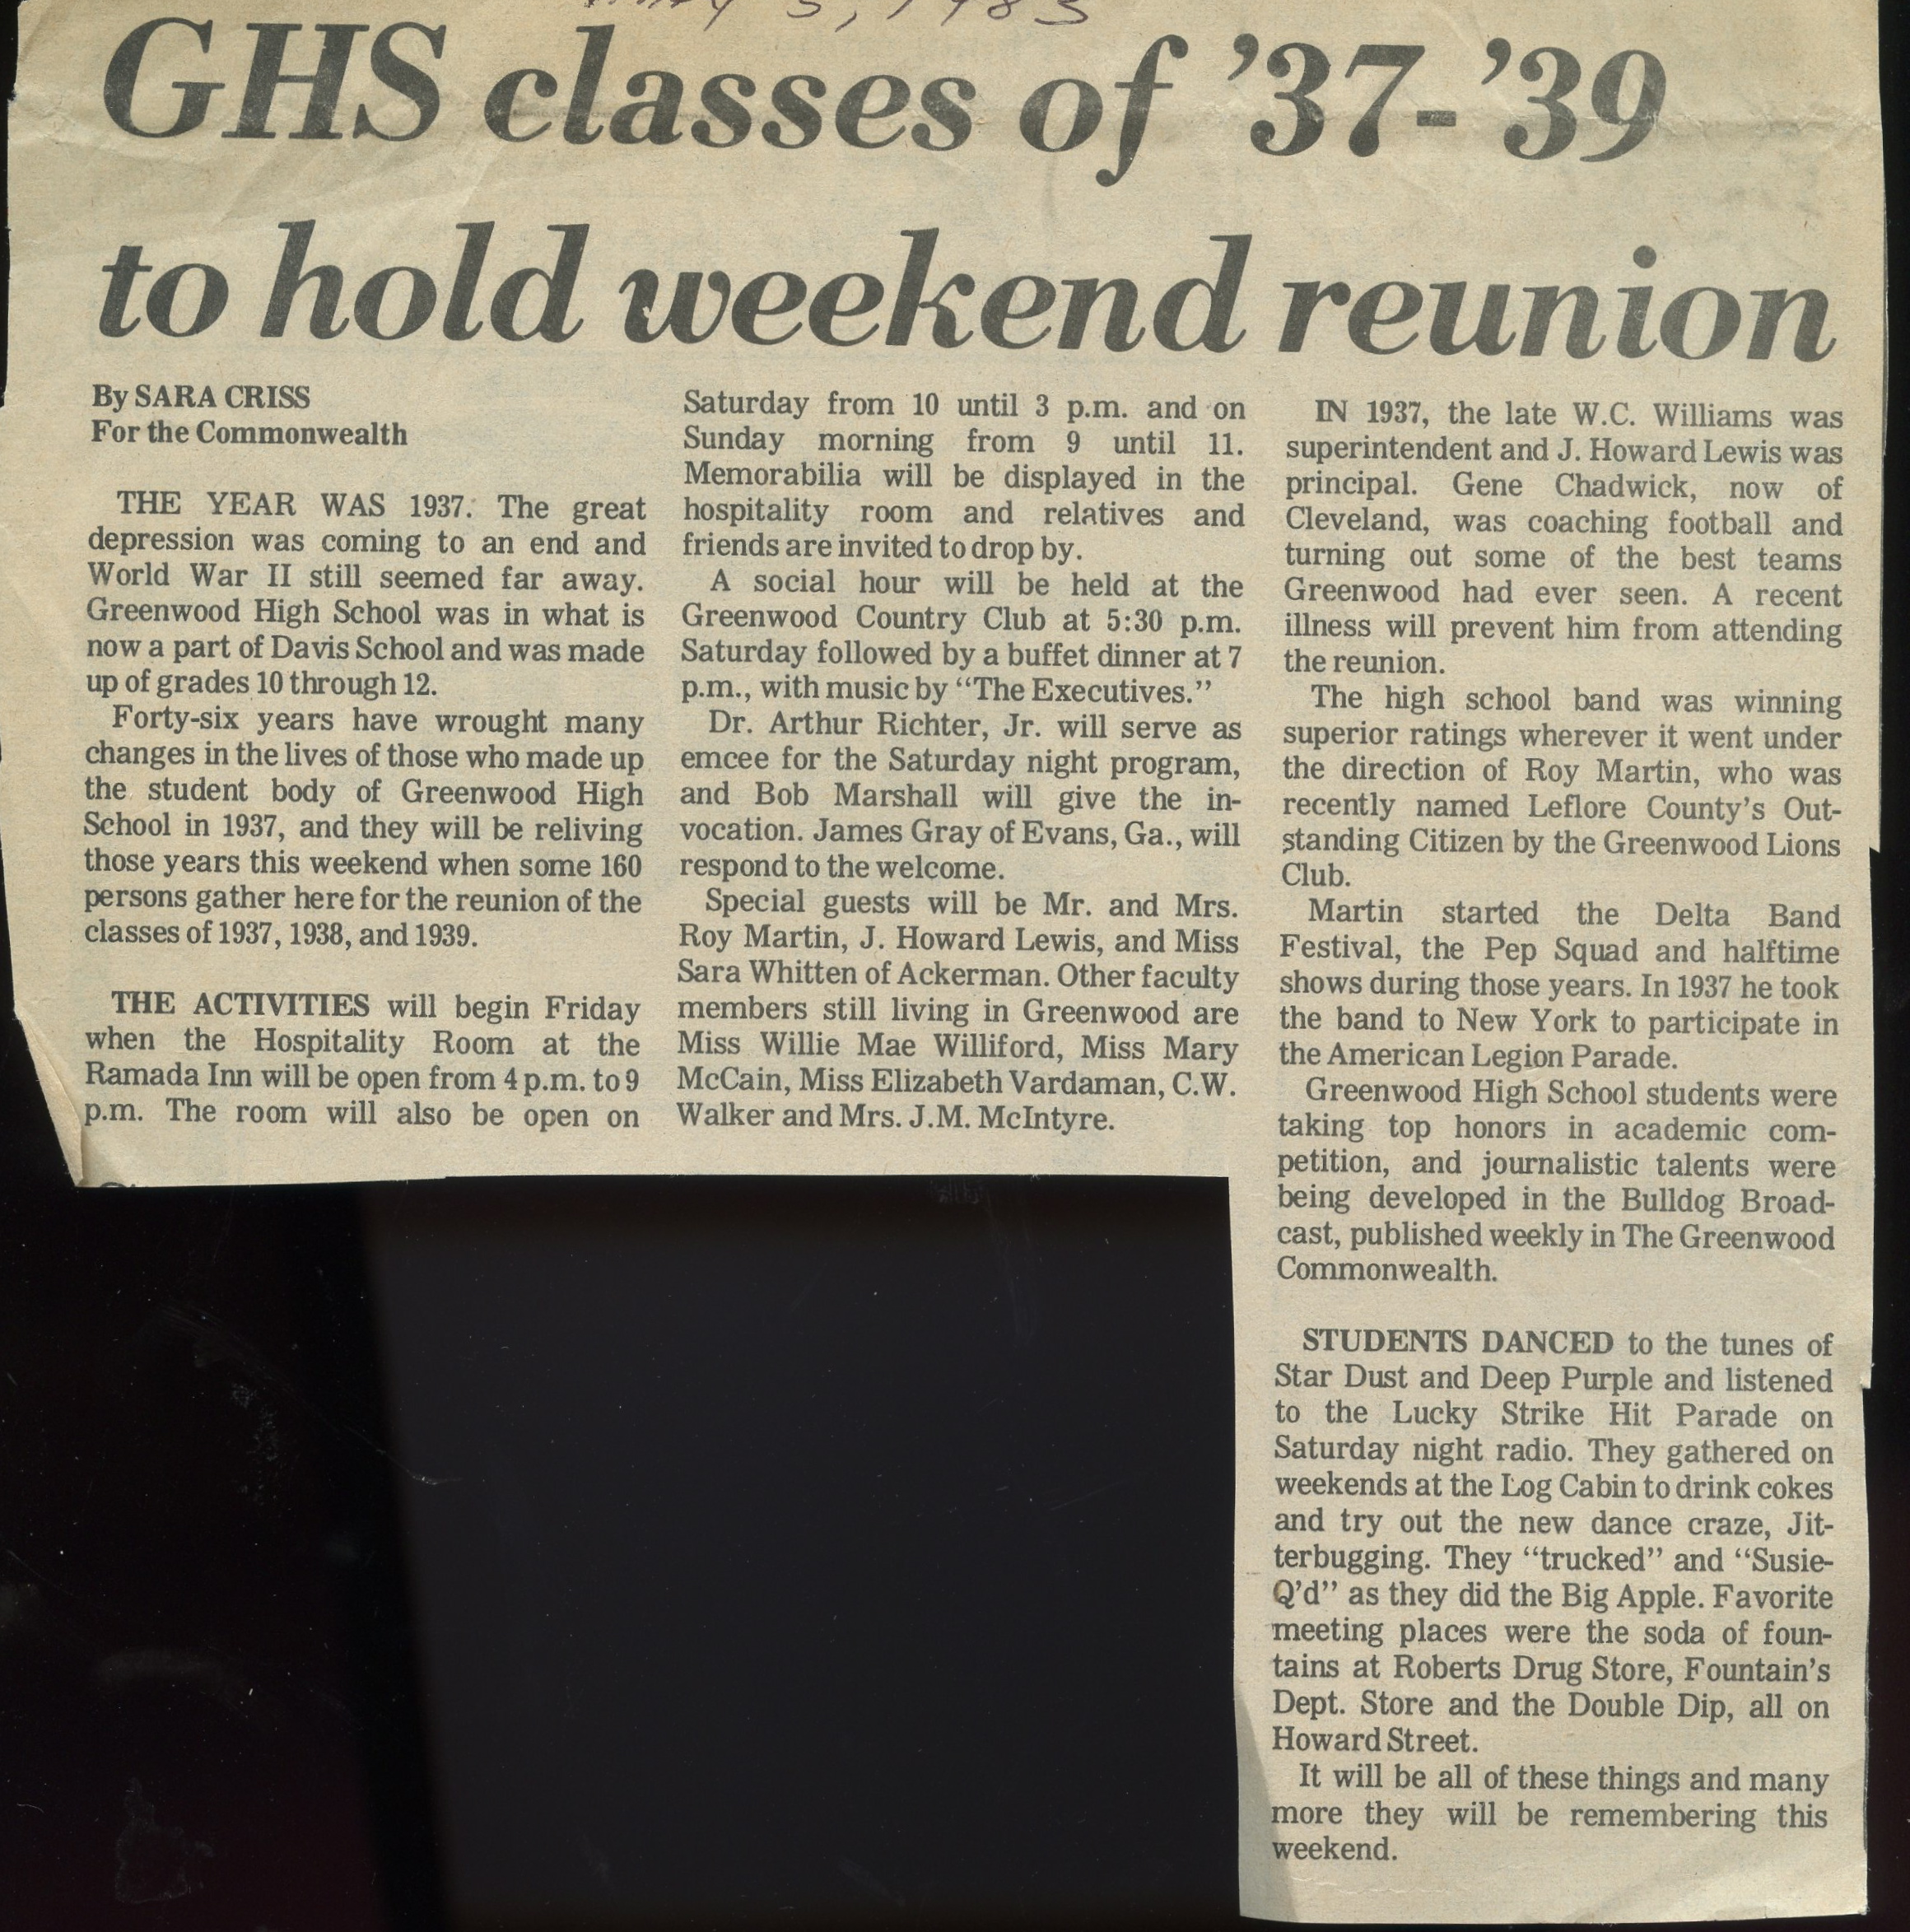 5, 1983
GHS classes of '37-'39
to hold weekend reunion
By SARA CRISS
For the Commonwealth
THE YEAR WAS 1937. The great
depression was coming to an end and
World War II still seemed far away.
Greenwood High School was in what is
now a part of Davis School and was made
up of grades 10 through 12.
Forty-six years have wrought many
changes in the lives of those who made up
the student body of Greenwood High
School in 1937, and they will be reliving
those years this weekend when some 160
persons gather here for the reunion of the
classes of 1937, 1938, and 1939.
THE ACTIVITIES will begin Friday
when the Hospitality Room at the
Ramada Inn will be open from 4 p.m. to 9
p.m. The room will also be open on
Saturday from 10 until 3 p.m. and on
Sunday morning from 9 until 11.
Memorabilia will be displayed in the
hospitality room and relatives and
friends are invited to drop by.
A social hour will be held at the
Greenwood Country Club at 5:30 p.m.
Saturday followed by a buffet dinner at 7
p.m., with music by "The Executives."
Dr. Arthur Richter, Jr. will serve as
emcee for the Saturday night program,
and Bob Marshall will give the in-
vocation. James Gray of Evans, Ga., will
respond to the welcome.
Special guests will be Mr. and Mrs.
Roy Martin, J. Howard Lewis, and Miss
Sara Whitten of Ackerman. Other faculty
members still living in Greenwood are
Miss Willie Mae Williford, Miss Mary
McCain, Miss Elizabeth Vardaman, C.W.
Walker and Mrs. J.M. McIntyre.
IN 1937, the late W.C. Williams was
superintendent and J. Howard Lewis was
principal. Gene Chadwick, now of
Cleveland, was coaching football and
turning out some of the best teams
Greenwood had ever seen. A recent
illness will prevent him from attending
the reunion.
The high school band was winning
superior ratings wherever it went under
the direction of Roy Martin, who was
recently named Leflore County's Out-
standing Citizen by the Greenwood Lions
Club.
Martin started the Delta Band
Festival, the Pep Squad and halftime
shows during those years. In 1937 he took
the band to New York to participate in
the American Legion Parade.
Greenwood High School students were
taking top honors in academic com-
petition, and journalistic talents were
being developed in the Bulldog Broad-
cast, published weekly in The Greenwood
Commonwealth.
STUDENTS DANCED to the tunes of
Star Dust and Deep Purple and listened
to the Lucky Strike Hit Parade on
Saturday night radio. They gathered on
weekends at the Log Cabin to drink cokes
and try out the new dance craze, Jit-
terbugging. They "trucked" and "Susie-
Q'd" as they did the Big Apple. Favorite
meeting places were the soda of foun-
tains at Roberts Drug Store, Fountain's
Dept. Store and the Double Dip, all on
Howard Street.
It will be all of these things and many
more they will be remembering this
weekend.